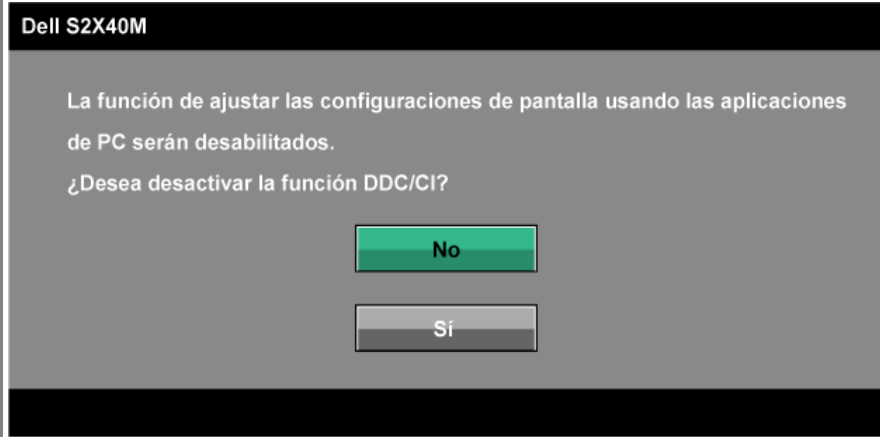 Dell S2X40M
La función de ajustar las configuraciones de pantalla usando las aplicaciones
de PC serán desabilitados.
¿Desea desactivar la función DDC/CI?
No
Sí